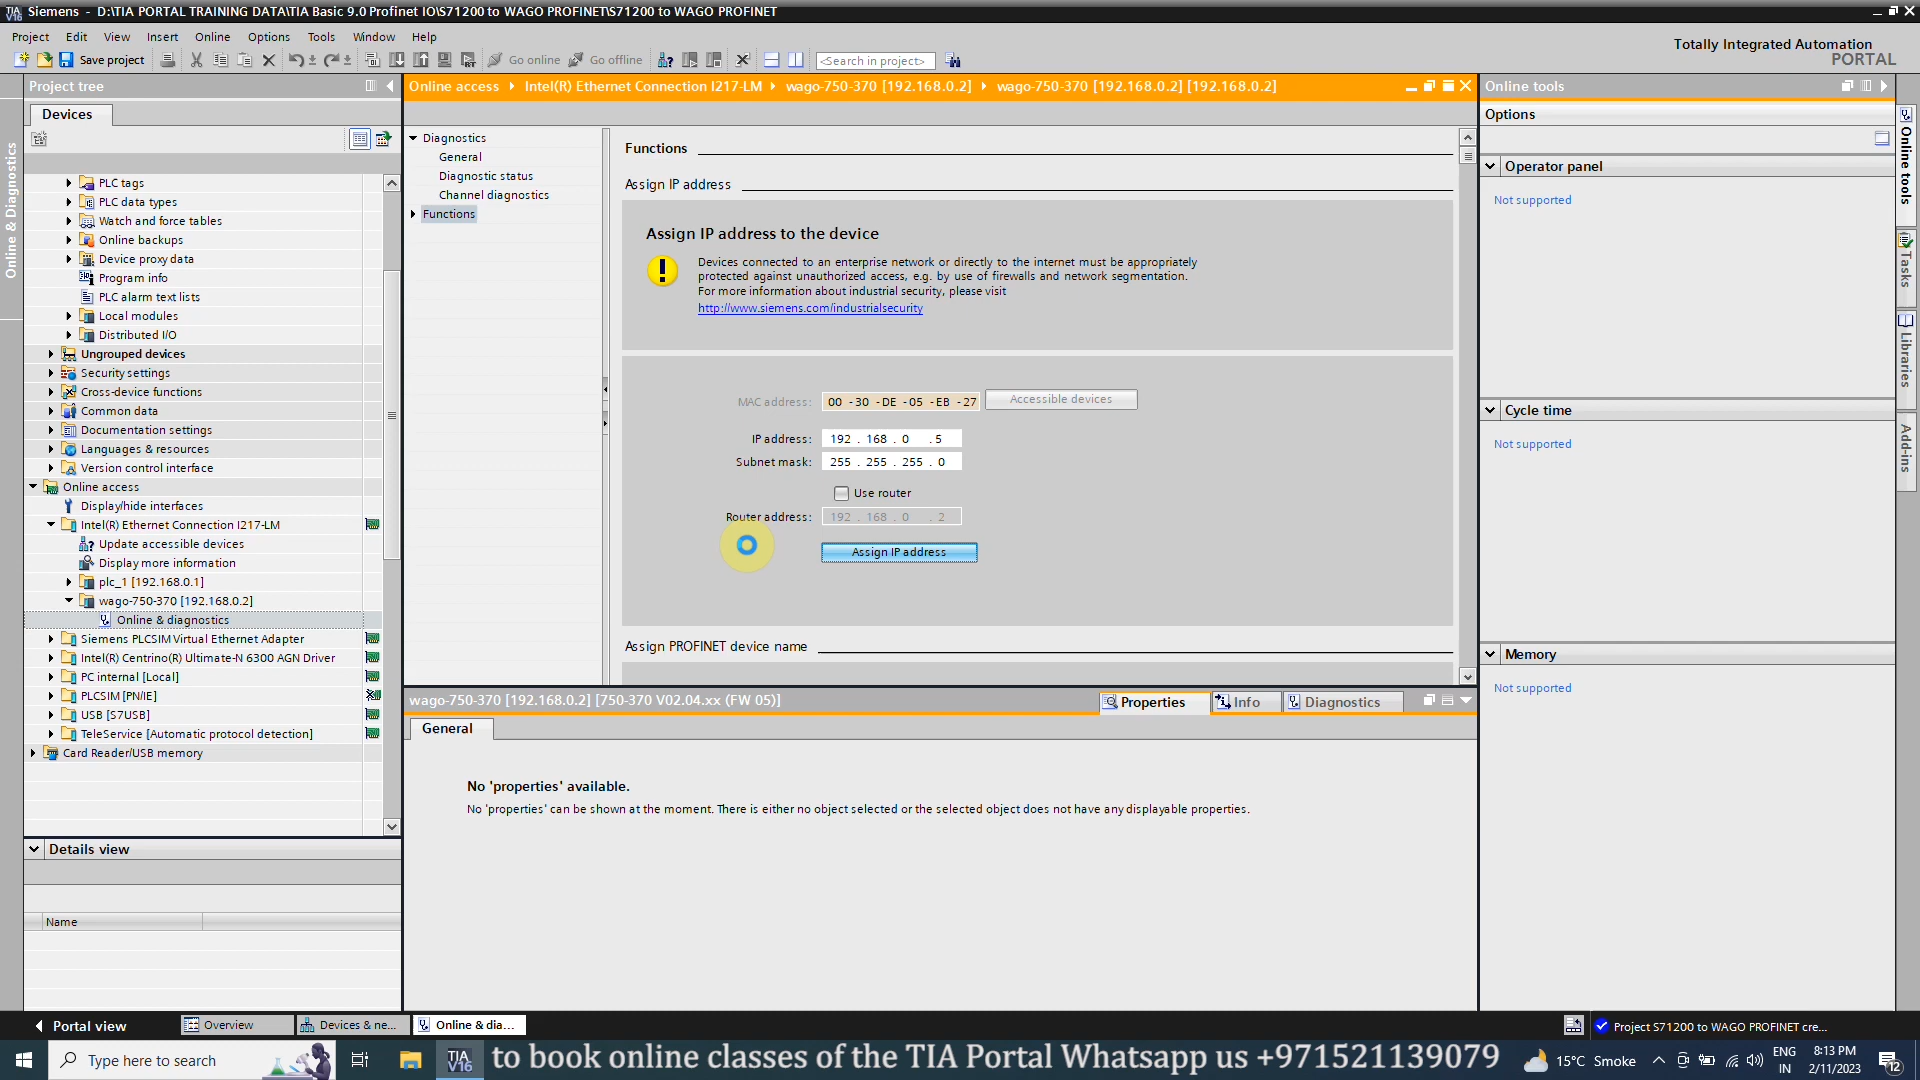 Siemens - D:\TIA PORTAL TRAINING DATA\TIA Basic 9.0 Profinet IO\S71200 to WAGO PROFINET\S71200 to WAGO PROFINET
TIA V16
Project Edit View Insert Online Options Tools Window Help
Save project Go online Go offline <Search in project>
Totally Integrated Automation
PORTAL
Project tree
Devices
Online & Diagnostics
PLC tags
PLC data types
Watch and force tables
Online backups
Device proxy data
Program info
PLC alarm text lists
Local modules
Distributed I/O
Ungrouped devices
Security settings
Cross-device functions
Common data
Documentation settings
Languages & resources
Version control interface
Online access
Display/hide interfaces
Intel(R) Ethernet Connection I217-LM
Update accessible devices
Display more information
plc_1 [192.168.0.1]
wago-750-370 [192.168.0.2]
Online & diagnostics
Siemens PLCSIM Virtual Ethernet Adapter
Intel(R) Centrino(R) Ultimate-N 6300 AGN Driver
PC internal [Local]
PLCSIM [PN/IE]
USB [S7USB]
TeleService [Automatic protocol detection]
Card Reader/USB memory
Details view
Name
Online access Intel(R) Ethernet Connection I217-LM wago-750-370 [192.168.0.2] wago-750-370 [192.168.0.2] [192.168.0.2]
Diagnostics
General
Diagnostic status
Channel diagnostics
Functions
Functions
Assign IP address
Assign IP address to the device
Devices connected to an enterprise network or directly to the internet must be appropriately
protected against unauthorized access, e.g. by use of firewalls and network segmentation.
For more information about industrial security, please visit
http://www.siemens.com/industrialsecurity
MAC address: 00 -30 -DE -05 -EB -27 Accessible devices
IP address: 192 . 168 . 0 . 5
Subnet mask: 255 . 255 . 255 . 0
Use router
Router address: 192 . 168 . 0 . 2
Assign IP address
Assign PROFINET device name
wago-750-370 [192.168.0.2] [750-370 V02.04.xx (FW 05)]
Properties Info Diagnostics
General
No 'properties' available.
No 'properties' can be shown at the moment. There is either no object selected or the selected object does not have any displayable properties.
Online tools
Options
Operator panel
Not supported
Cycle time
Not supported
Memory
Not supported
Online tools
Tasks
Libraries
Add-ins
Portal view Overview Devices & ne... Online & dia... Project S71200 to WAGO PROFINET cre...
Type here to search
TIA V16
to book online classes of the TIA Portal Whatsapp us +971521139079
15°C Smoke
ENG
IN
8:13 PM
2/11/2023
12